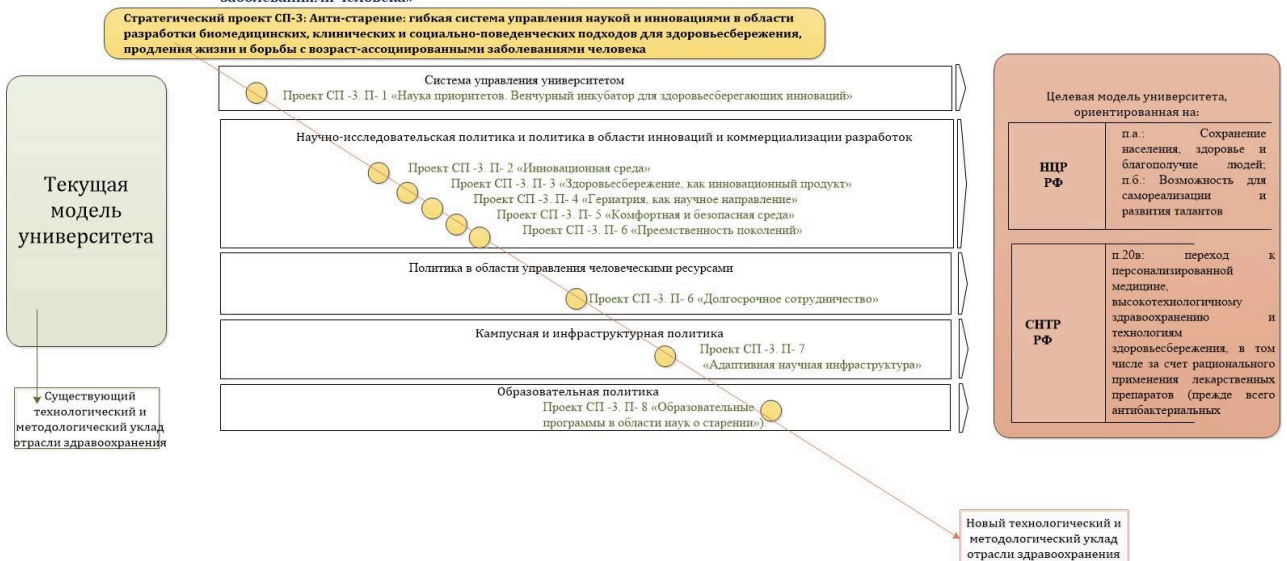 заболеваниями человека»
Стратегический проект СП-3: Анти-старение: гибкая система управления наукой и инновациями в области
разработки биомедицинских, клинических и социально-поведенческих подходов для здоровьесбережения,
продления жизни и борьбы с возраст-ассоциированными заболеваниями человека
Текущая
модель
университета
Существующий
технологический и
методологический уклад
отрасли здравоохранения
Система управления университетом
Проект СП -3. П- 1 «Наука приоритетов. Венчурный инкубатор для здоровьесберегающих инноваций»
Научно-исследовательская политика и политика в области инноваций и коммерциализации разработок
Проект СП -3. П- 2 «Инновационная среда»
Проект СП -3. П- 3 «Здоровьесбережение, как инновационный продукт»
Проект СП -3. П- 4 «Гериатрия, как научное направление»
Проект СП -3. П- 5 «Комфортная и безопасная среда»
Проект СП -3. П- 6 «Преемственность поколений»
Политика в области управления человеческими ресурсами
Проект СП -3. П- 6 «Долгосрочное сотрудничество»
Кампусная и инфраструктурная политика
Проект СП -3. П- 7
«Адаптивная научная инфраструктура»
Образовательная политика
Проект СП -3. П- 8 «Образовательные
программы в области наук о старении»).
Целевая модель университета,
ориентированная на:
НЦР
РФ
п.а.: Сохранение
населения, здоровье и
благополучие людей;
п.б.: Возможность для
самореализации и
развития талантов
СНТР
РФ
п.20в: переход к
персонализированной
медицине,
высокотехнологичному
здравоохранению и
технологиям
здоровьесбережения, в том
числе за счет рационального
применения лекарственных
препаратов (прежде всего
антибактериальных
Новый технологический и
методологический уклад
отрасли здравоохранения